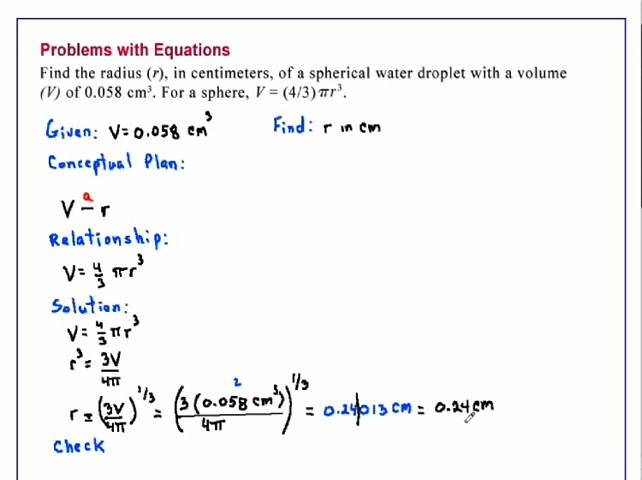 Problems with Equations
Find the radius (r), in centimeters, of a spherical water droplet with a volume
(V) of 0.058 cm³. For a sphere, V = (4/3)πr³.
Given: V=0.058 cm³ Find: r in cm
Conceptual Plan:
a
V — r
Relationship:
V= 4/3 πr³
Solution:
V= 4/3 πr³
r³= 3V/4π
r = (3V/4π)^1/3 = (3(0.058 cm³)/4π)^1/3 = 0.24|013 cm = 0.24cm
2
Check